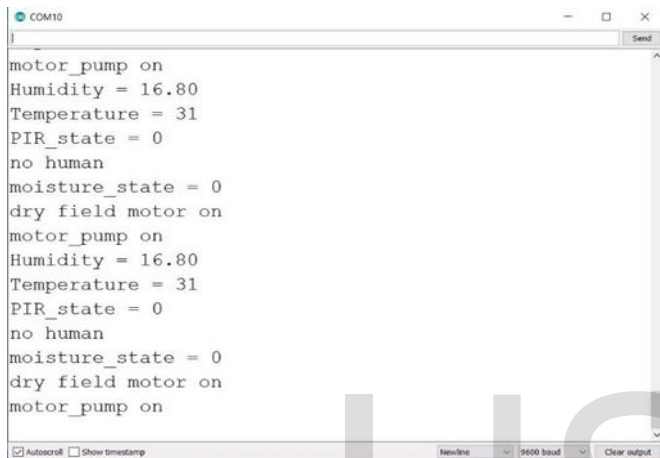 COM10
Send
motor_pump on
Humidity = 16.80
Temperature = 31
PIR_state = 0
no human
moisture_state = 0
dry field motor on
motor_pump on
Humidity = 16.80
Temperature = 31
PIR_state = 0
no human
moisture_state = 0
dry field motor on
motor_pump on
Autoscroll Show timestamp Newline 9600 baud Clear output